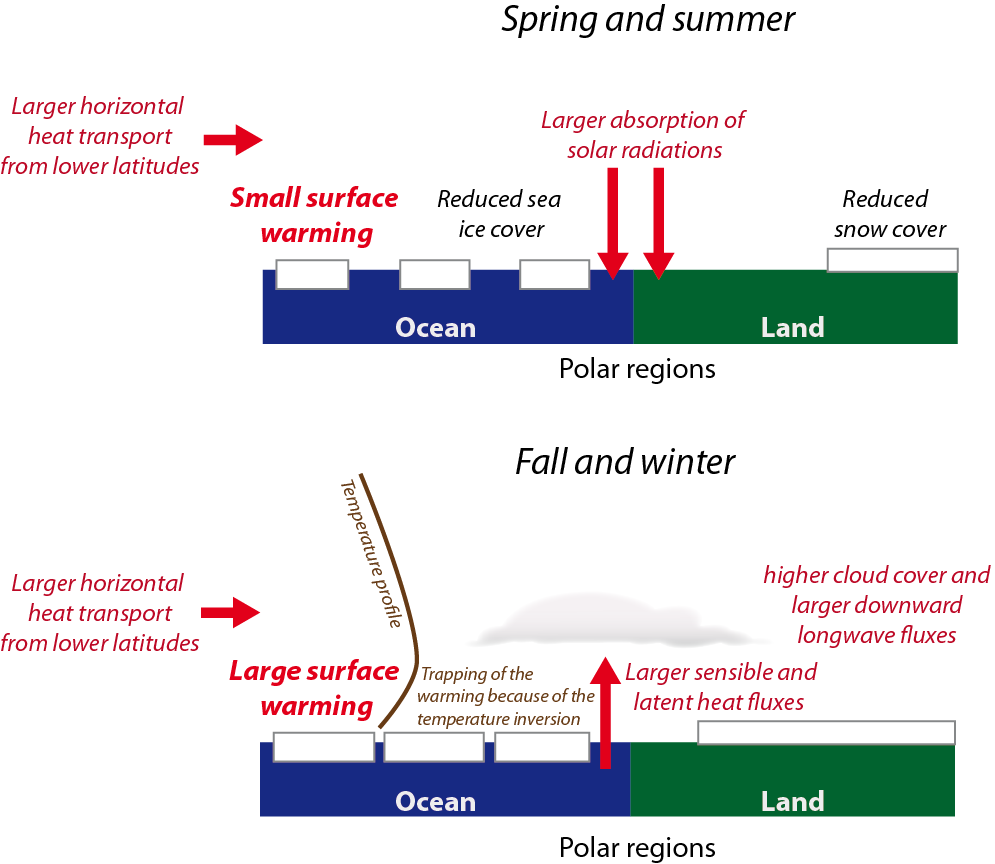 Spring and summer
Larger horizontal
heat transport
from lower latitudes
Larger absorption of
solar radiations
Small surface
warming
Reduced sea
ice cover
Reduced
snow cover
Ocean
Land
Polar regions
Fall and winter
Temperature profile
Larger horizontal
heat transport
from lower latitudes
higher cloud cover and
larger downward
longwave fluxes
Large surface
warming
Trapping of the
warming because of the
temperature inversion
Larger sensible and
latent heat fluxes
Ocean
Land
Polar regions